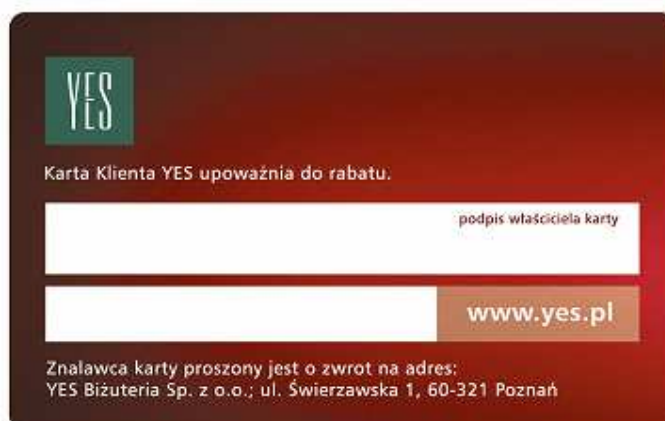 YES
Karta Klienta YES upoważnia do rabatu.
podpis właściciela karty
www.yes.pl
Znalawca karty proszony jest o zwrot na adres:
YES Biżuteria Sp. z o.o.; ul. Świerzawska 1, 60-321 Poznań